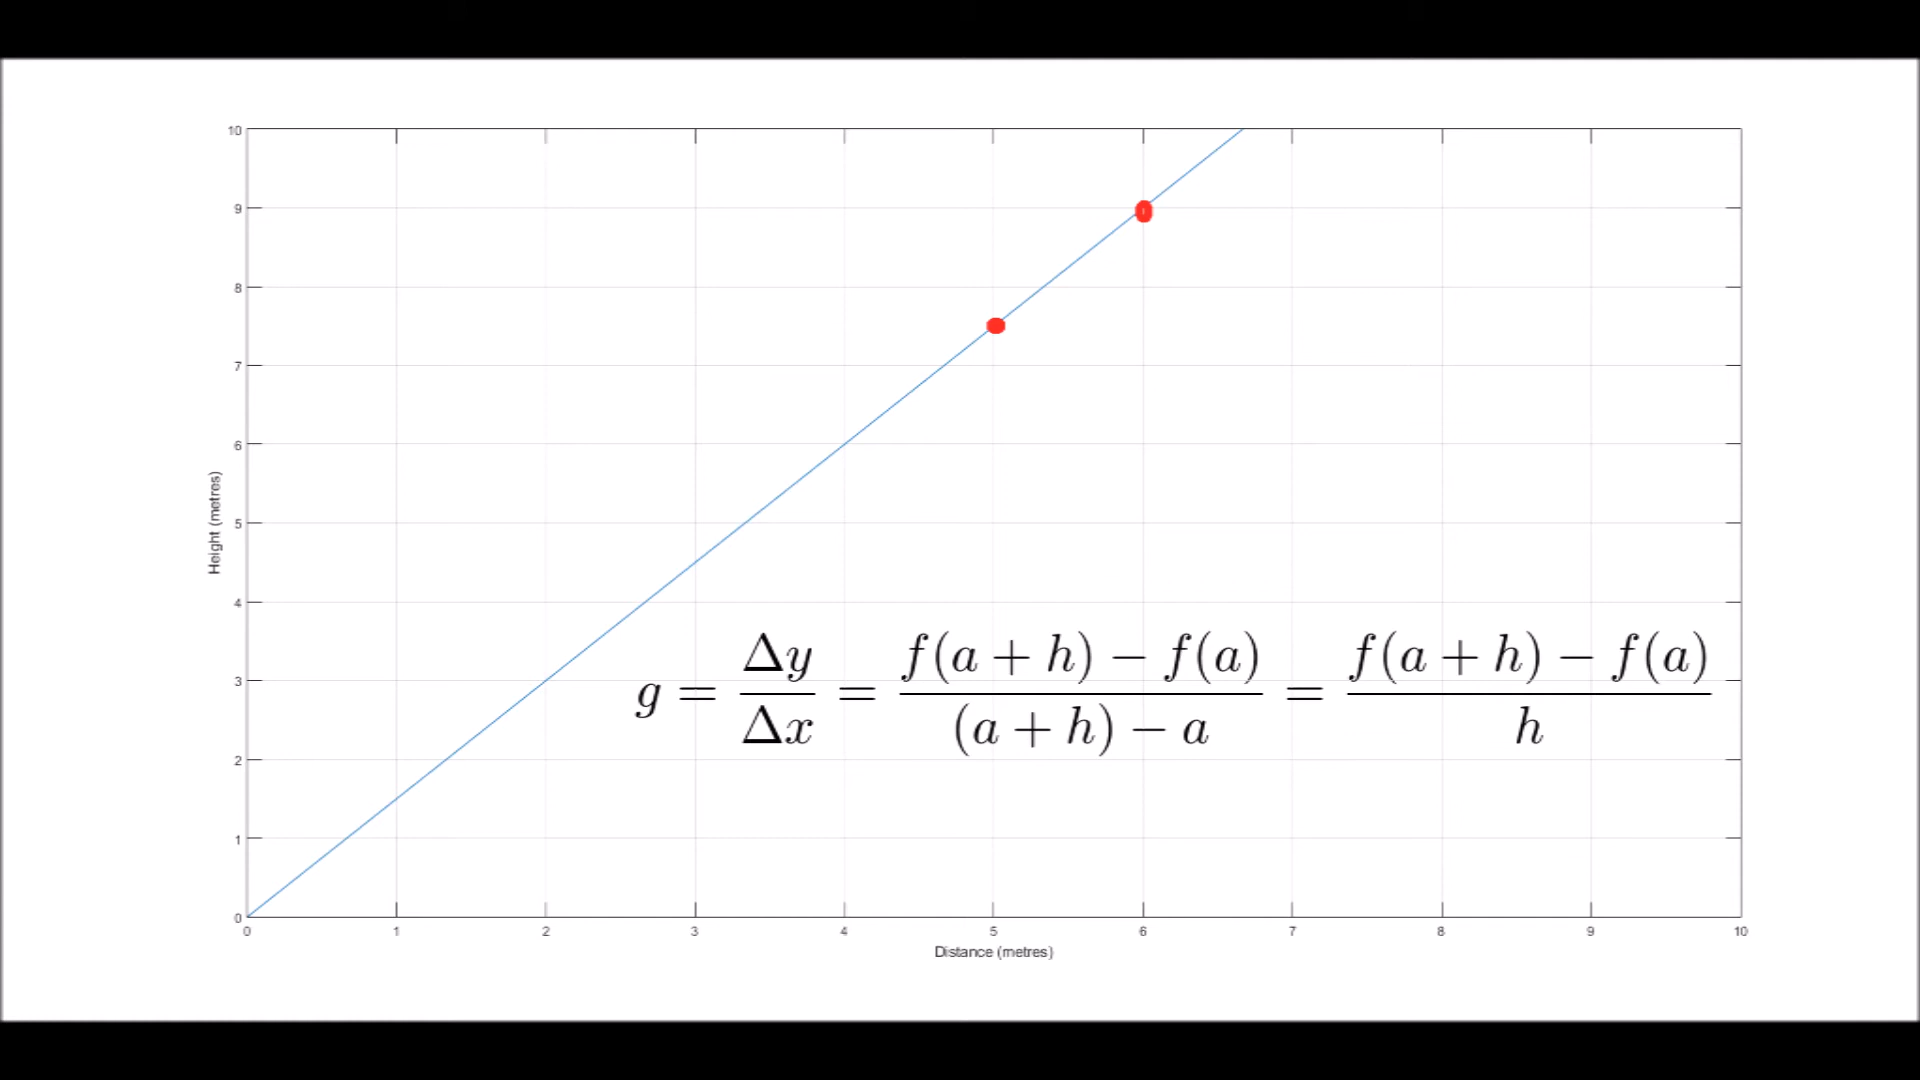 10
9
8
7
6
5
4
3
2
1
0
Height (metres)
g = Δy/Δx = (f(a + h) − f(a))/((a + h) − a) = (f(a + h) − f(a))/h
0 1 2 3 4 5 6 7 8 9 10
Distance (metres)